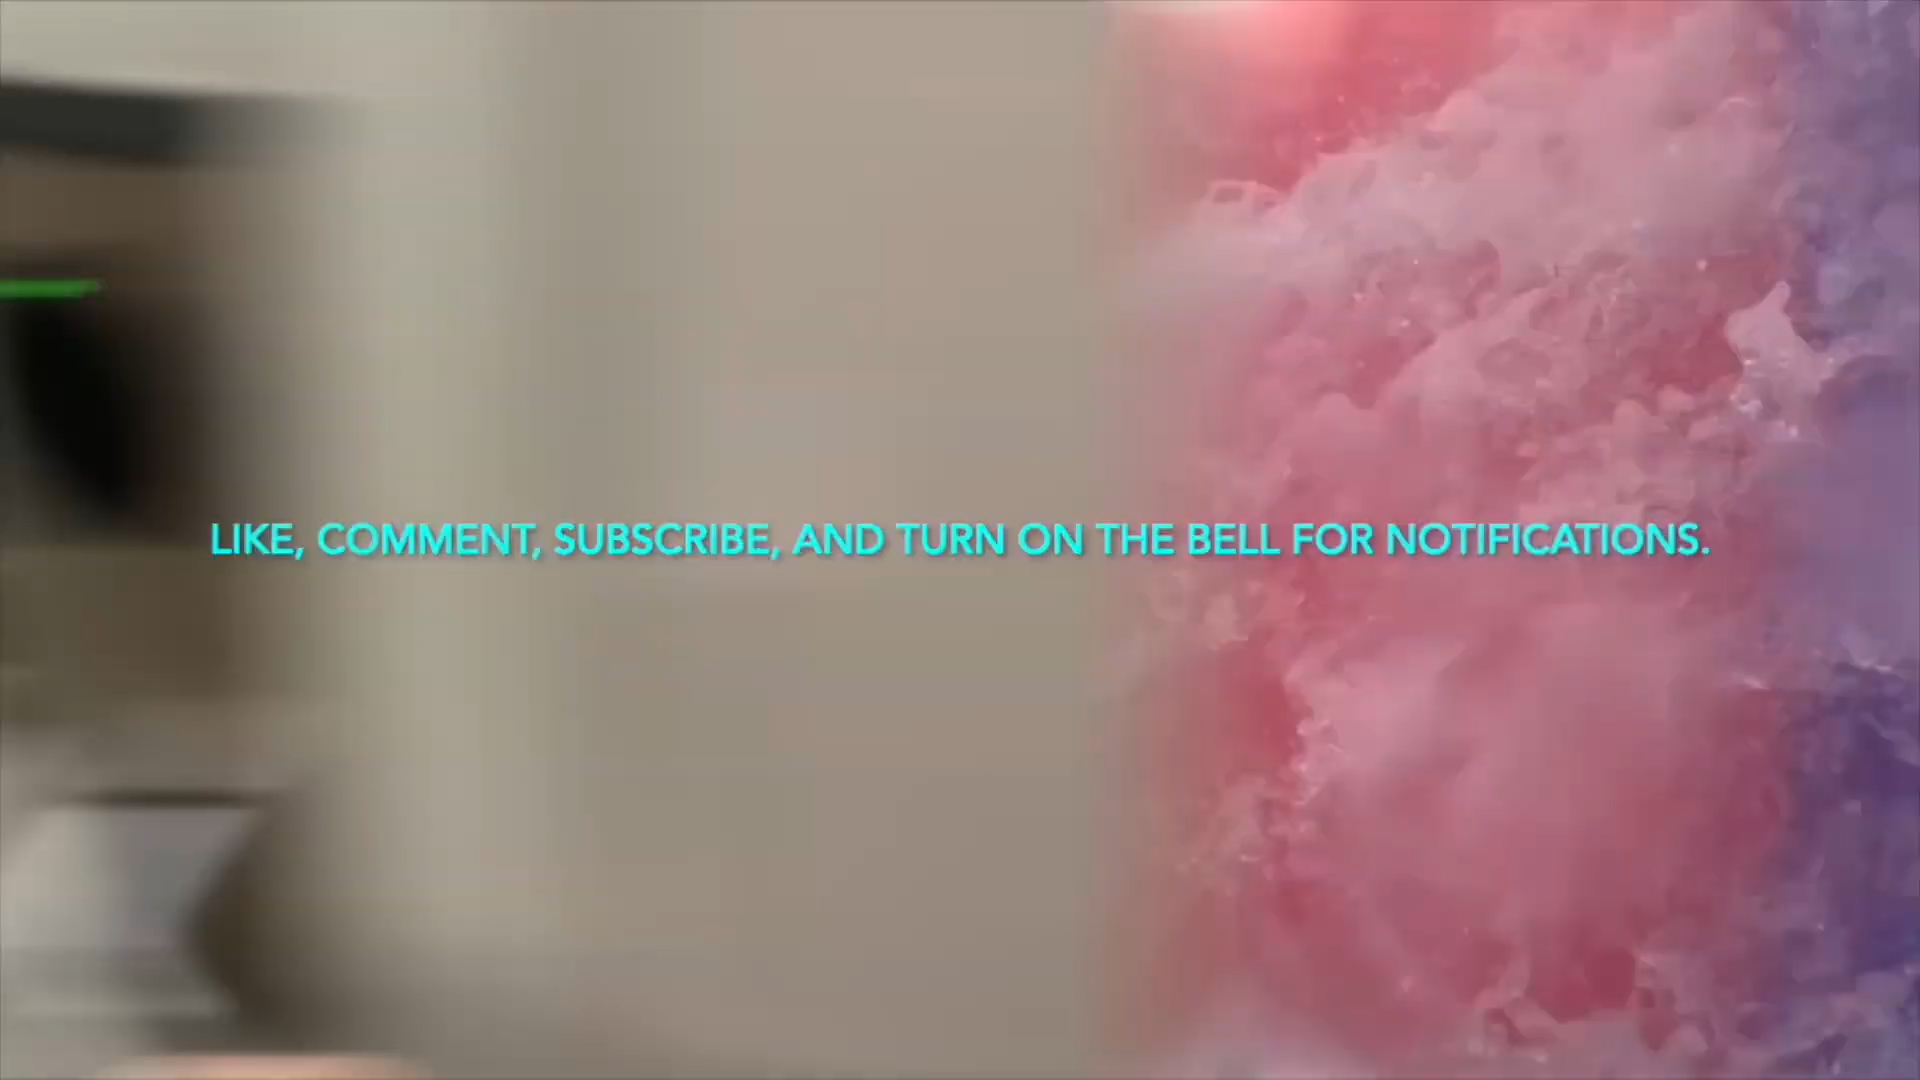 LIKE, COMMENT, SUBSCRIBE, AND TURN ON THE BELL FOR NOTIFICATIONS.